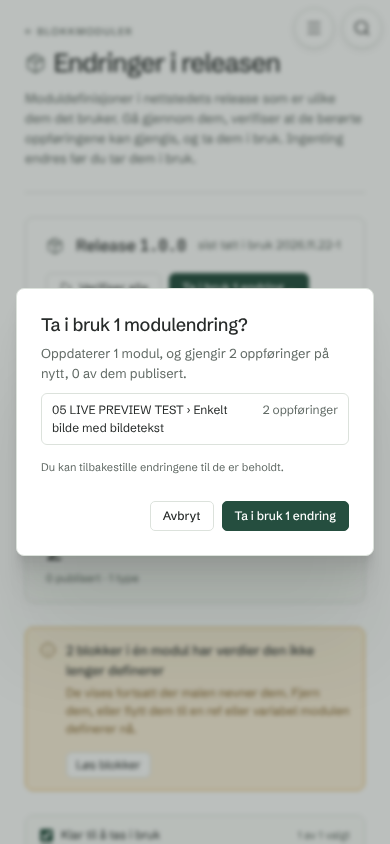 ← BLOKKMODULER
Endringer i releasen
Moduldefinisjoner i nettstedets release som er ulike
dem det bruker. Gå gjennom dem, verifiser at de berørte
oppføringene kan gjengis, og ta dem i bruk. Ingenting
endres før du tar dem i bruk.
Release 1.0.0
Ta i bruk 1 modulendring?
Oppdaterer 1 modul, og gjengir 2 oppføringer på
nytt, 0 av dem publisert.
05 LIVE PREVIEW TEST › Enkelt 2 oppføringer
bilde med bildetekst
Du kan tilbakestille endringene til de er beholdt.
Avbryt Ta i bruk 1 endring
0 publisert · 1 type
2 blokker i én modul har verdier den ikke
lenger definerer
De vises fortsatt der malen nevner dem. Fjern
dem, eller flytt dem til en ref eller variabel modulen
definerer nå.
Løs blokker
Klar til å tas i bruk 1 av 1 valgt